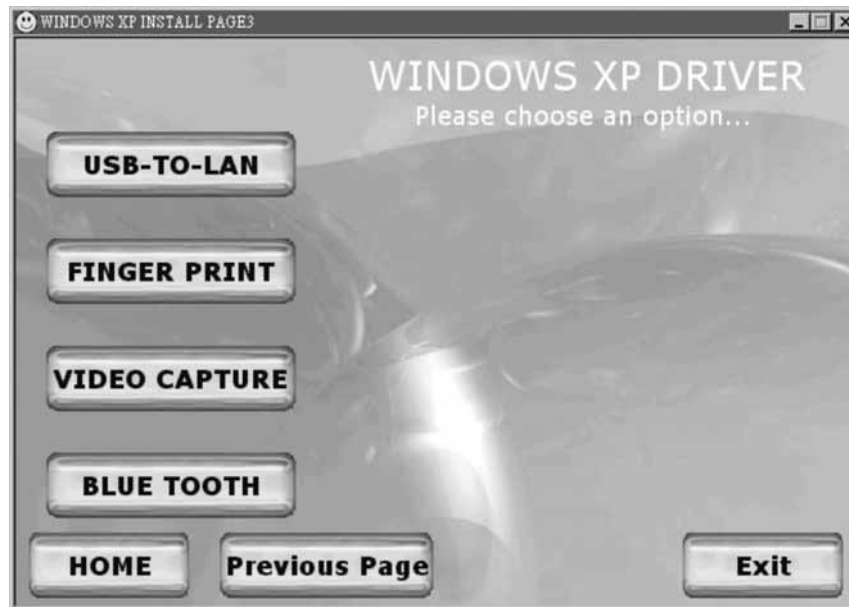 WINDOWS XP INSTALL PAGE3
WINDOWS XP DRIVER
Please choose an option...
USB-TO-LAN
FINGER PRINT
VIDEO CAPTURE
BLUE TOOTH
HOME
Previous Page
Exit